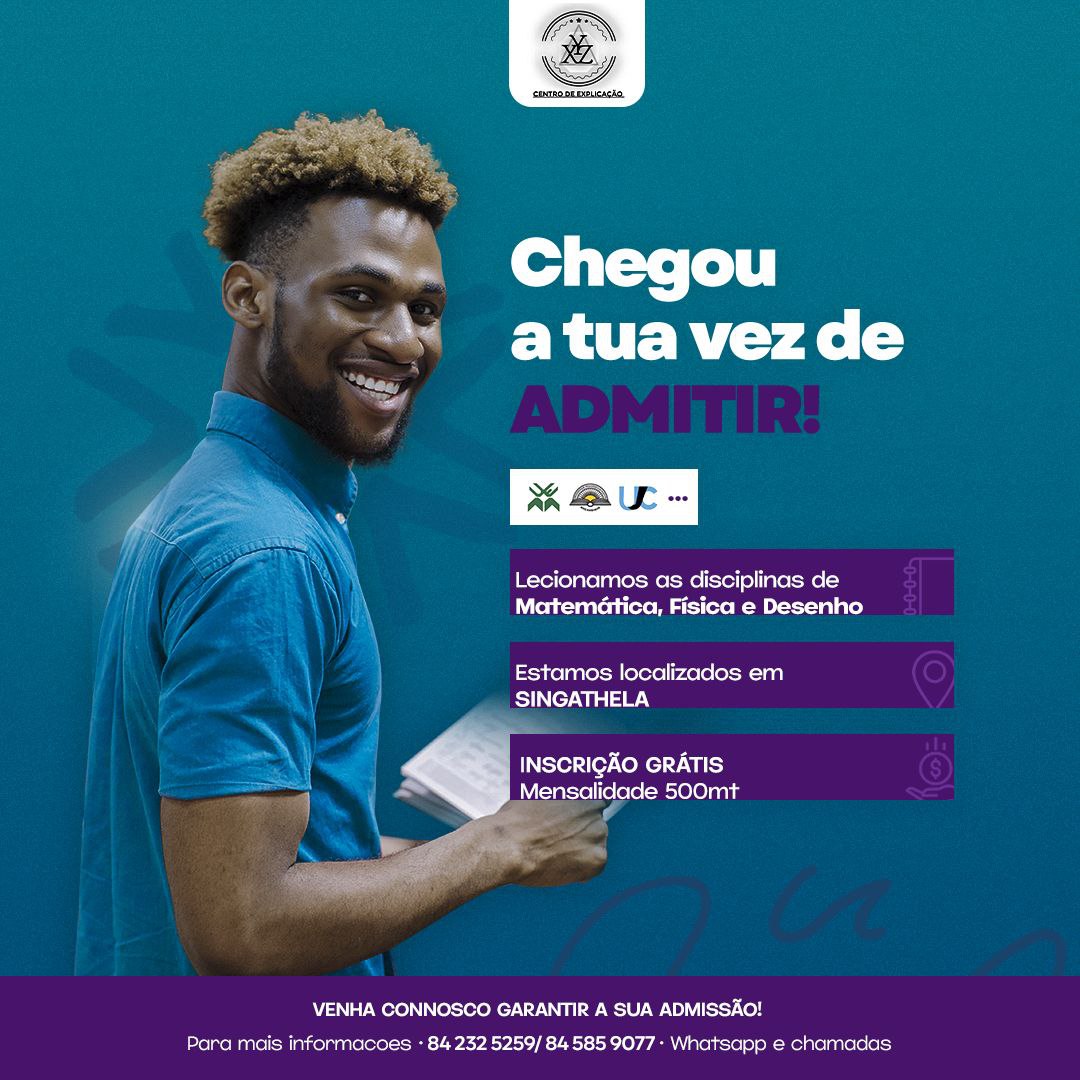 XYZ
CENTRO DE EXPLICAÇÃO
Chegou
a tua vez de
ADMITIR!
UJC •••
Lecionamos as disciplinas de
Matemática, Física e Desenho
Estamos localizados em
SINGATHELA
INSCRIÇÃO GRÁTIS
Mensalidade 500mt
VENHA CONNOSCO GARANTIR A SUA ADMISSÃO!
Para mais informacoes · 84 232 5259/ 84 585 9077 · Whatsapp e chamadas